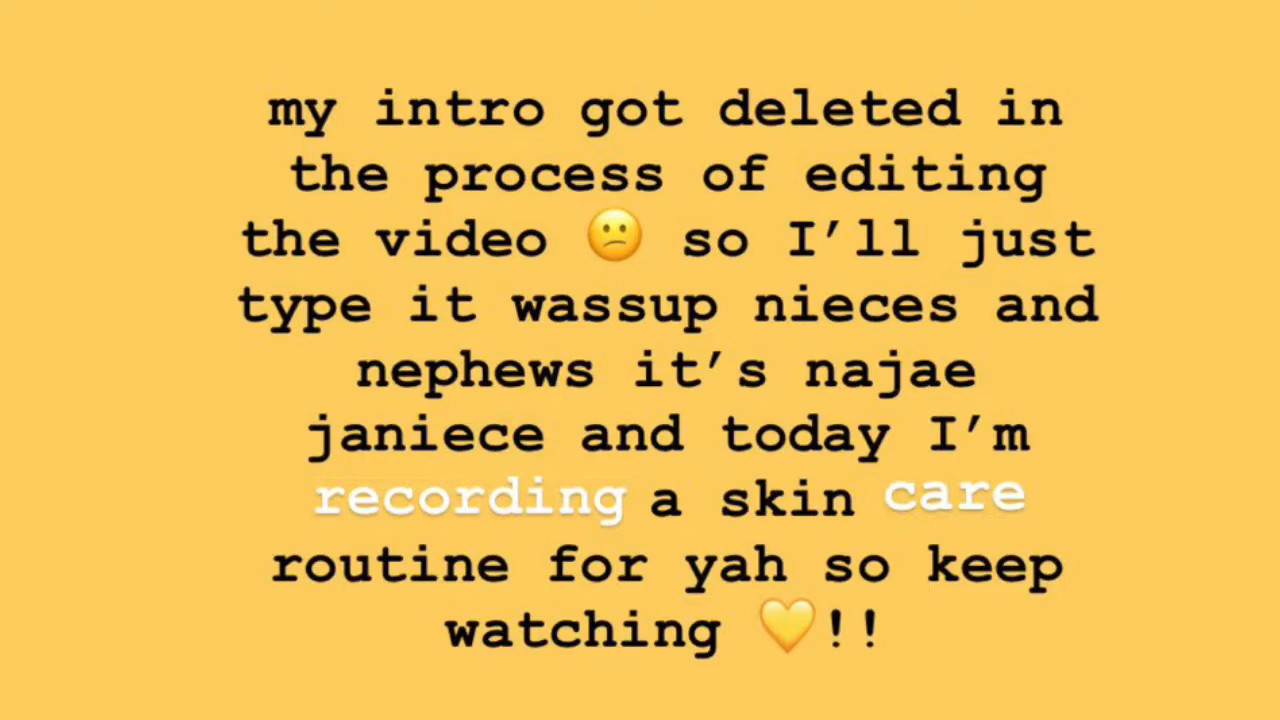 my intro got deleted in
the process of editing
the video 😕 so I’ll just
type it wassup nieces and
nephews it’s najae
janiece and today I’m
recording a skin care
routine for yah so keep
watching 💛!!